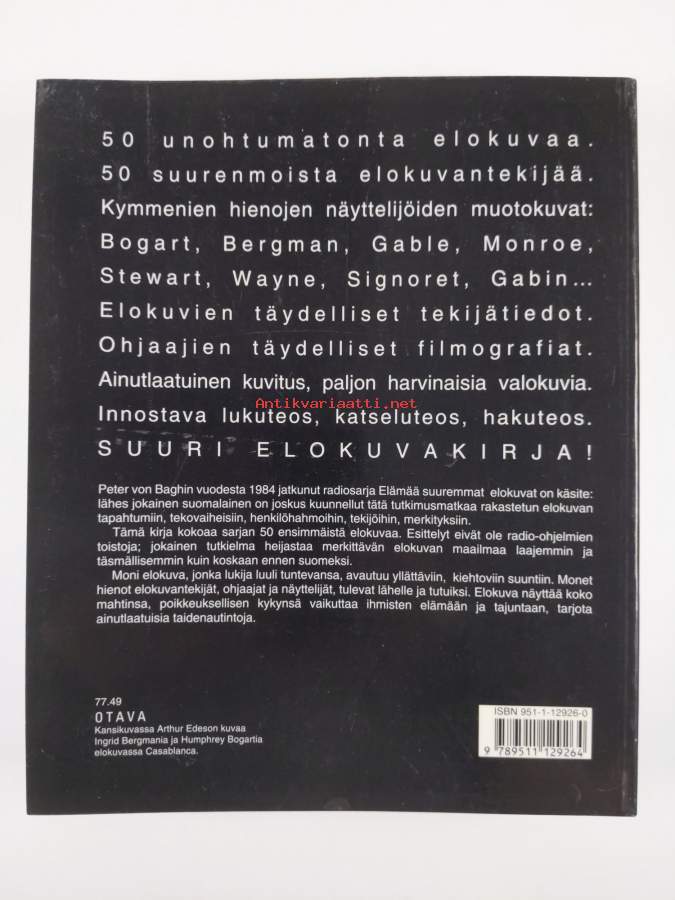 50 unohtumatonta elokuvaa.
50 suurenmoista elokuvantekijää.
Kymmenien hienojen näyttelijöiden muotokuvat:
Bogart, Bergman, Gable, Monroe,
Stewart, Wayne, Signoret, Gabin...
Elokuvien täydelliset tekijätiedot.
Ohjaajien täydelliset filmografiat.
Ainutlaatuinen kuvitus, paljon harvinaisia valokuvia.
Antikvariaatti.net
Innostava lukuteos, katseluteos, hakuteos.
SUURI ELOKUVAKIRJA!
Peter von Baghin vuodesta 1984 jatkunut radiosarja Elämää suuremmat elokuvat on käsite:
lähes jokainen suomalainen on joskus kuunnellut tätä tutkimusmatkaa rakastetun elokuvan
tapahtumiin, tekovaiheisiin, henkilöhahmoihin, tekijöihin, merkityksiin.
Tämä kirja kokoaa sarjan 50 ensimmäistä elokuvaa. Esittelyt eivät ole radio-ohjelmien
toistoja; jokainen tutkielma heijastaa merkittävän elokuvan maailmaa laajemmin ja
täsmällisemmin kuin koskaan ennen suomeksi.
Moni elokuva, jonka lukija luuli tuntevansa, avautuu yllättäviin, kiehtoviin suuntiin. Monet
hienot elokuvantekijät, ohjaajat ja näyttelijät, tulevat lähelle ja tutuiksi. Elokuva näyttää koko
mahtinsa, poikkeuksellisen kykynsä vaikuttaa ihmisten elämään ja tajuntaan, tarjota
ainutlaatuisia taidenautintoja.
77.49
OTAVA
Kansikuvassa Arthur Edeson kuvaa
Ingrid Bergmania ja Humphrey Bogartia
elokuvassa Casablanca.
ISBN 951-1-12926-0
9 789511 129264